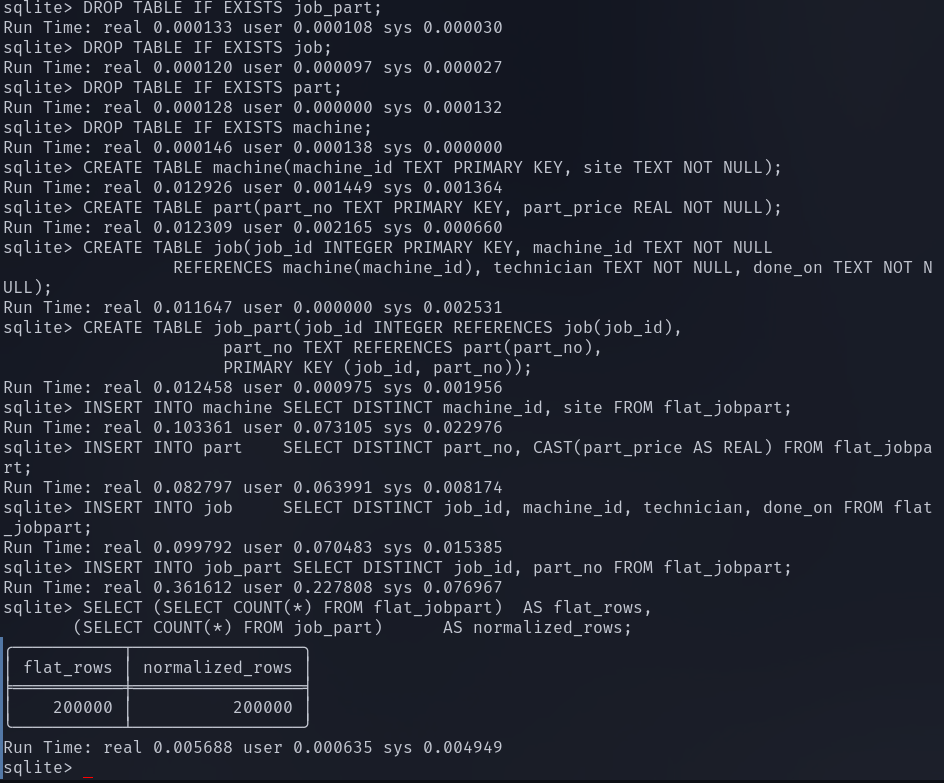 sqlite> DROP TABLE IF EXISTS job_part;
Run Time: real 0.000133 user 0.000108 sys 0.000030
sqlite> DROP TABLE IF EXISTS job;
Run Time: real 0.000120 user 0.000097 sys 0.000027
sqlite> DROP TABLE IF EXISTS part;
Run Time: real 0.000128 user 0.000000 sys 0.000132
sqlite> DROP TABLE IF EXISTS machine;
Run Time: real 0.000146 user 0.000138 sys 0.000000
sqlite> CREATE TABLE machine(machine_id TEXT PRIMARY KEY, site TEXT NOT NULL);
Run Time: real 0.012926 user 0.001449 sys 0.001364
sqlite> CREATE TABLE part(part_no TEXT PRIMARY KEY, part_price REAL NOT NULL);
Run Time: real 0.012309 user 0.002165 sys 0.000660
sqlite> CREATE TABLE job(job_id INTEGER PRIMARY KEY, machine_id TEXT NOT NULL
                 REFERENCES machine(machine_id), technician TEXT NOT NULL, done_on TEXT NOT N
ULL);
Run Time: real 0.011647 user 0.000000 sys 0.002531
sqlite> CREATE TABLE job_part(job_id INTEGER REFERENCES job(job_id),
                      part_no TEXT REFERENCES part(part_no),
                      PRIMARY KEY (job_id, part_no));
Run Time: real 0.012458 user 0.000975 sys 0.001956
sqlite> INSERT INTO machine SELECT DISTINCT machine_id, site FROM flat_jobpart;
Run Time: real 0.103361 user 0.073105 sys 0.022976
sqlite> INSERT INTO part    SELECT DISTINCT part_no, CAST(part_price AS REAL) FROM flat_jobpa
rt;
Run Time: real 0.082797 user 0.063991 sys 0.008174
sqlite> INSERT INTO job     SELECT DISTINCT job_id, machine_id, technician, done_on FROM flat
_jobpart;
Run Time: real 0.099792 user 0.070483 sys 0.015385
sqlite> INSERT INTO job_part SELECT DISTINCT job_id, part_no FROM flat_jobpart;
Run Time: real 0.361612 user 0.227808 sys 0.076967
sqlite> SELECT (SELECT COUNT(*) FROM flat_jobpart)  AS flat_rows,
       (SELECT COUNT(*) FROM job_part)      AS normalized_rows;
flat_rows normalized_rows
200000 200000
Run Time: real 0.005688 user 0.000635 sys 0.004949
sqlite> _